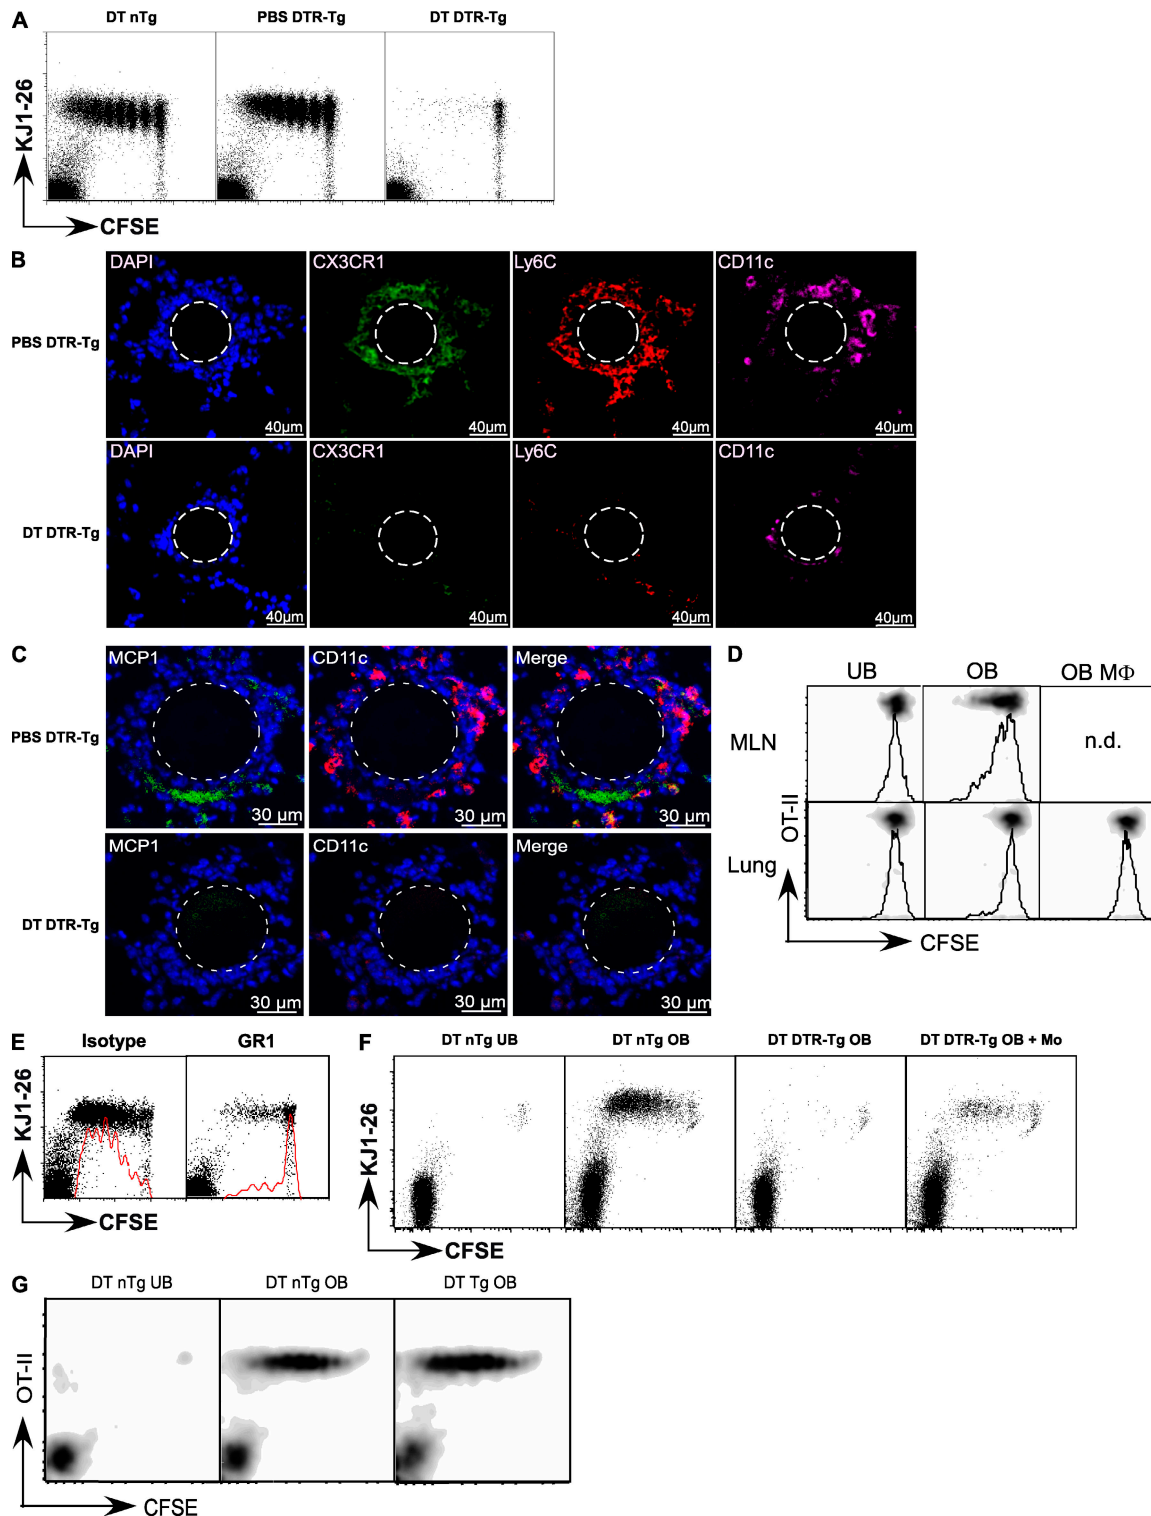 A
DT nTg
PBS DTR-Tg
DT DTR-Tg
KJ1-26
CFSE
B
DAPI
CX3CR1
Ly6C
CD11c
PBS DTR-Tg
40µm
40µm
40µm
40µm
DAPI
CX3CR1
Ly6C
CD11c
DT DTR-Tg
40µm
40µm
40µm
40µm
C
MCP1
CD11c
Merge
PBS DTR-Tg
30 µm
30 µm
30 µm
MCP1
CD11c
Merge
DT DTR-Tg
30 µm
30 µm
30 µm
D
UB
OB
OB MΦ
MLN
n.d.
OT-II
Lung
CFSE
E
Isotype
GR1
KJ1-26
CFSE
F
DT nTg UB
DT nTg OB
DT DTR-Tg OB
DT DTR-Tg OB + Mo
KJ1-26
CFSE
G
DT nTg UB
DT nTg OB
DT Tg OB
OT-II
CFSE